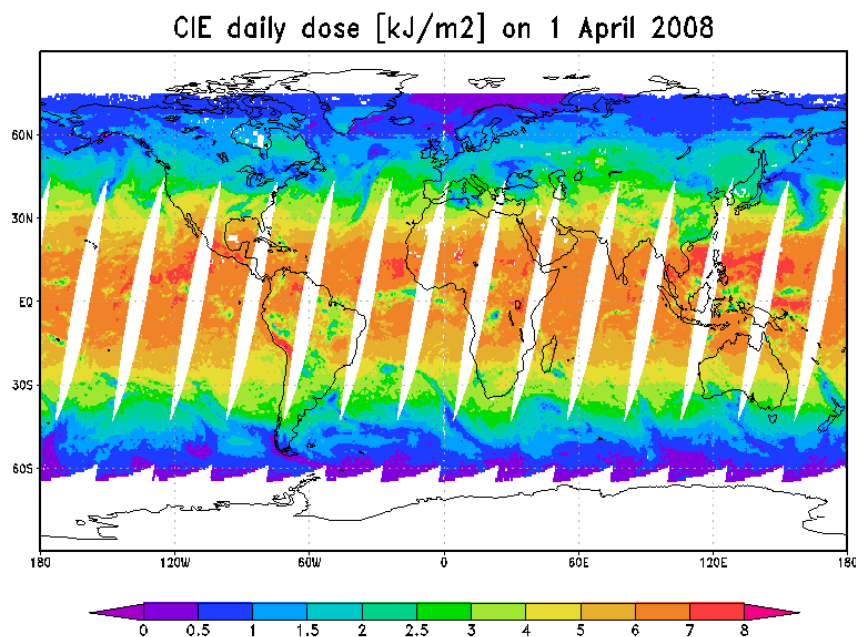 CIE daily dose [kJ/m2] on 1 April 2008
60N
30N
EQ
30S
60S
180 120W 60W 0 60E 120E 180
0 0.5 1 1.5 2 2.5 3 4 5 6 7 8